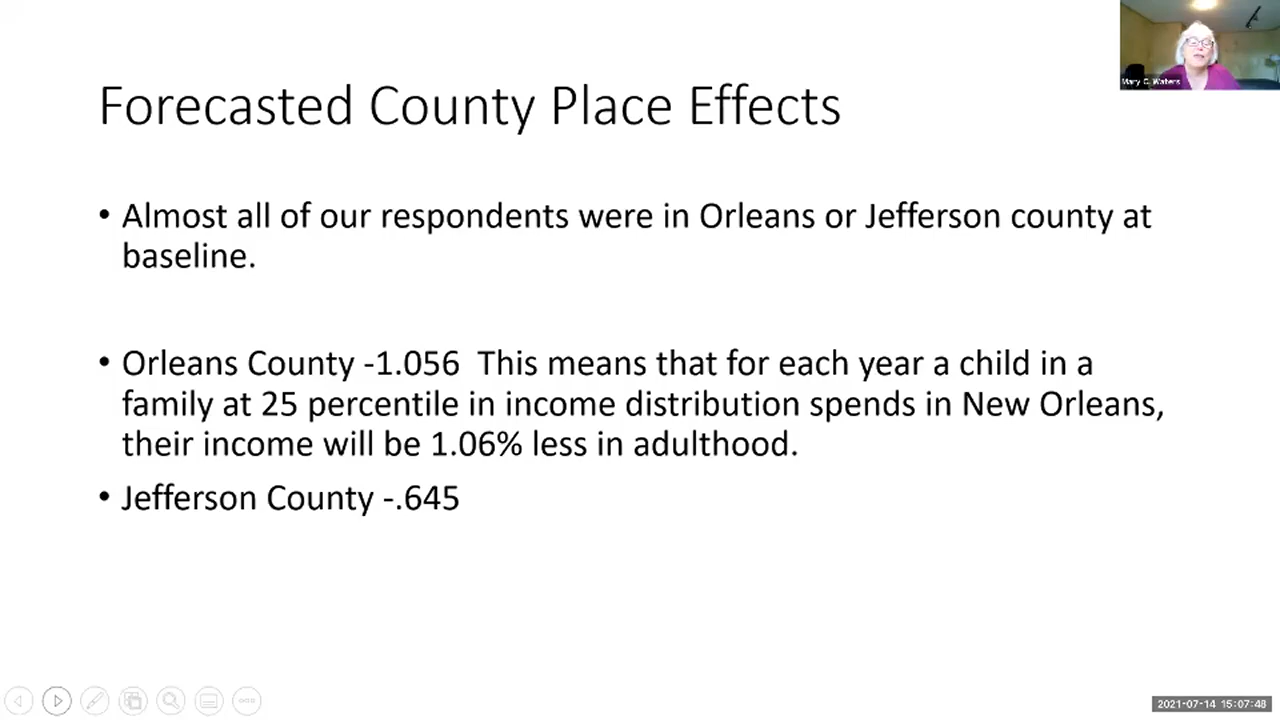 Mary C. Waters
Forecasted County Place Effects
• Almost all of our respondents were in Orleans or Jefferson county at
baseline.
• Orleans County -1.056  This means that for each year a child in a
family at 25 percentile in income distribution spends in New Orleans,
their income will be 1.06% less in adulthood.
• Jefferson County -.645
2021-07-14 15:07:48